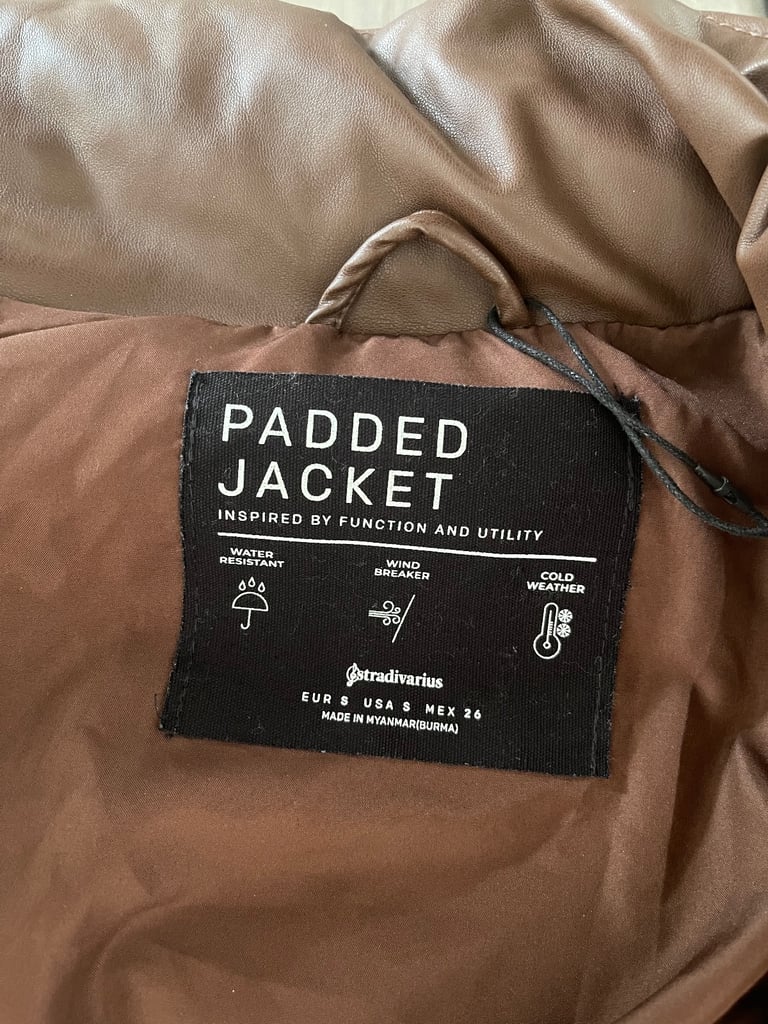 PADDED
JACKET
INSPIRED BY FUNCTION AND UTILITY
WATER
RESISTANT
WIND
BREAKER
COLD
WEATHER
stradivarius
EUR S USA S MEX 26
MADE IN MYANMAR(BURMA)